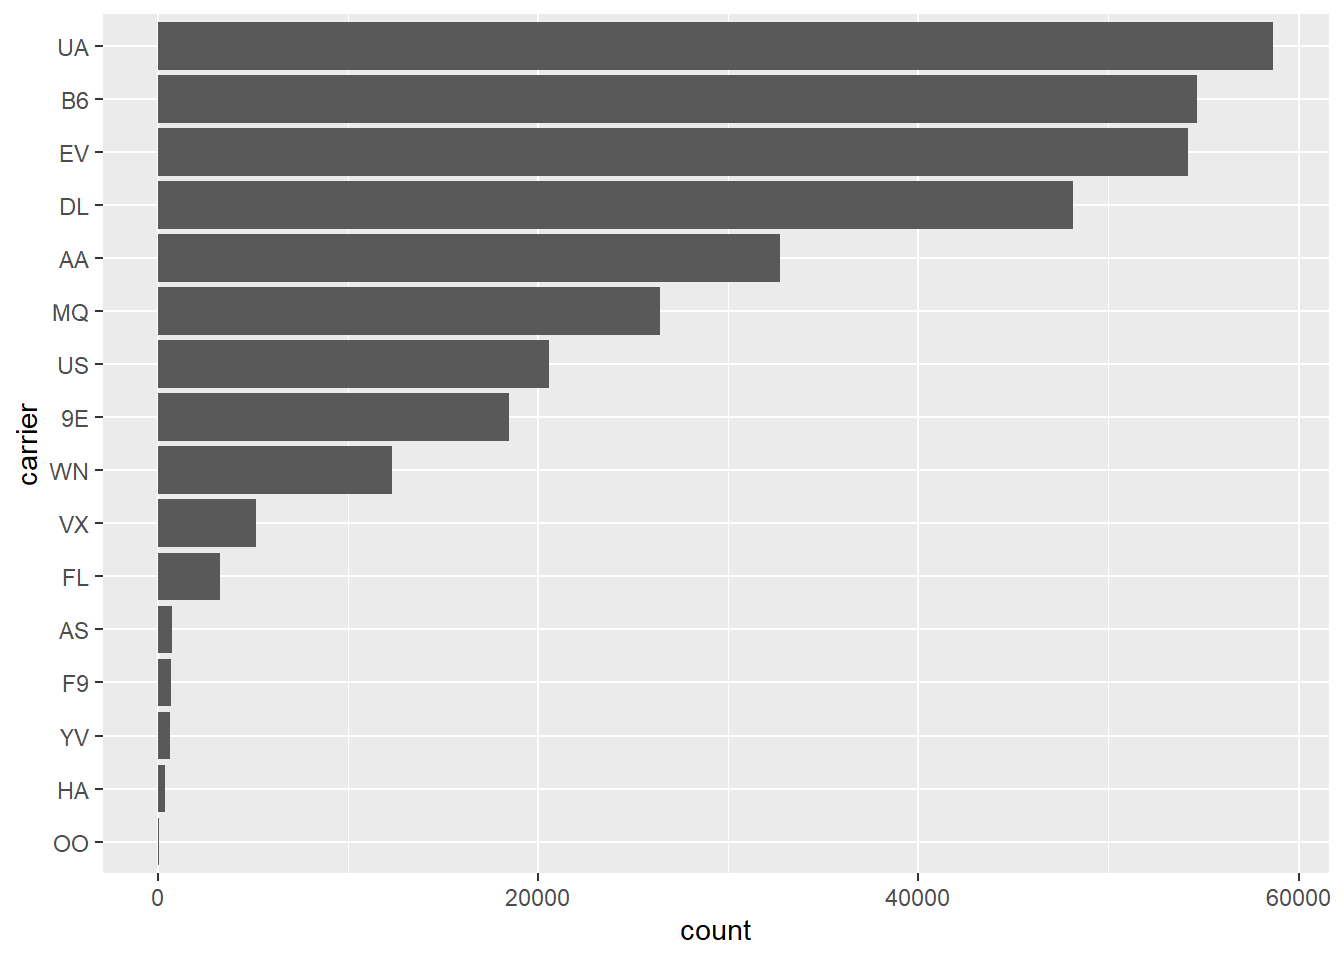 carrier
UA
B6
EV
DL
AA
MQ
US
9E
WN
VX
FL
AS
F9
YV
HA
OO
0 20000 40000 60000
count